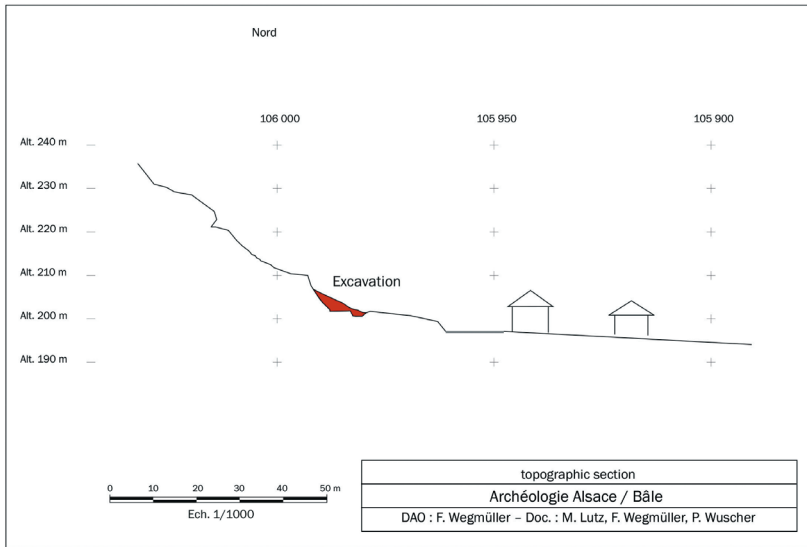 Nord
106 000 105 950 105 900
Alt. 240 m
Alt. 230 m
Alt. 220 m
Alt. 210 m
Excavation
Alt. 200 m
Alt. 190 m
0 10 20 30 40 50 m
Ech. 1/1000
topographic section
Archéologie Alsace / Bâle
DAO : F. Wegmüller – Doc. : M. Lutz, F. Wegmüller, P. Wuscher